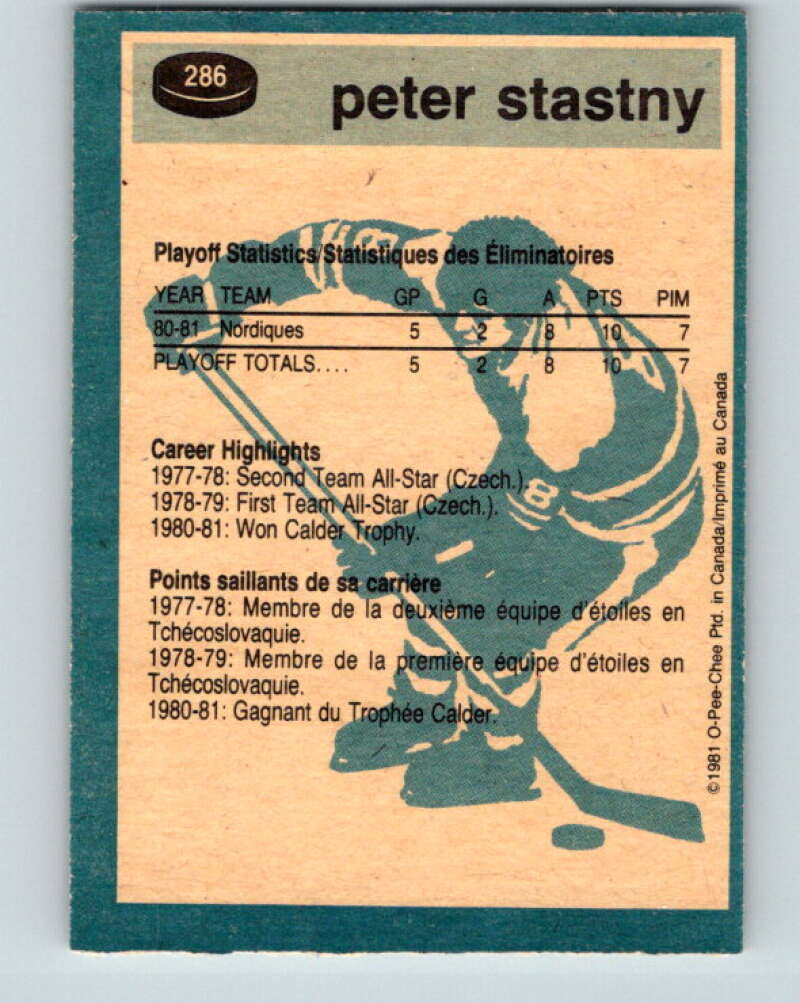 286
peter stastny
Playoff Statistics/Statistiques des Éliminatoires
YEAR TEAM GP G A PTS PIM
80-81 Nordiques 5 2 8 10 7
PLAYOFF TOTALS.... 5 2 8 10 7
Career Highlights
1977-78: Second Team All-Star (Czech.).
1978-79: First Team All-Star (Czech.).
1980-81: Won Calder Trophy.
8
Points saillants de sa carrière
1977-78: Membre de la deuxième équipe d'étoiles en
Tchécoslovaquie.
1978-79: Membre de la première équipe d'étoiles en
Tchécoslovaquie.
1980-81: Gagnant du Trophée Calder.
©1981 O-Pee-Chee Ptd. in Canada/Imprimé au Canada